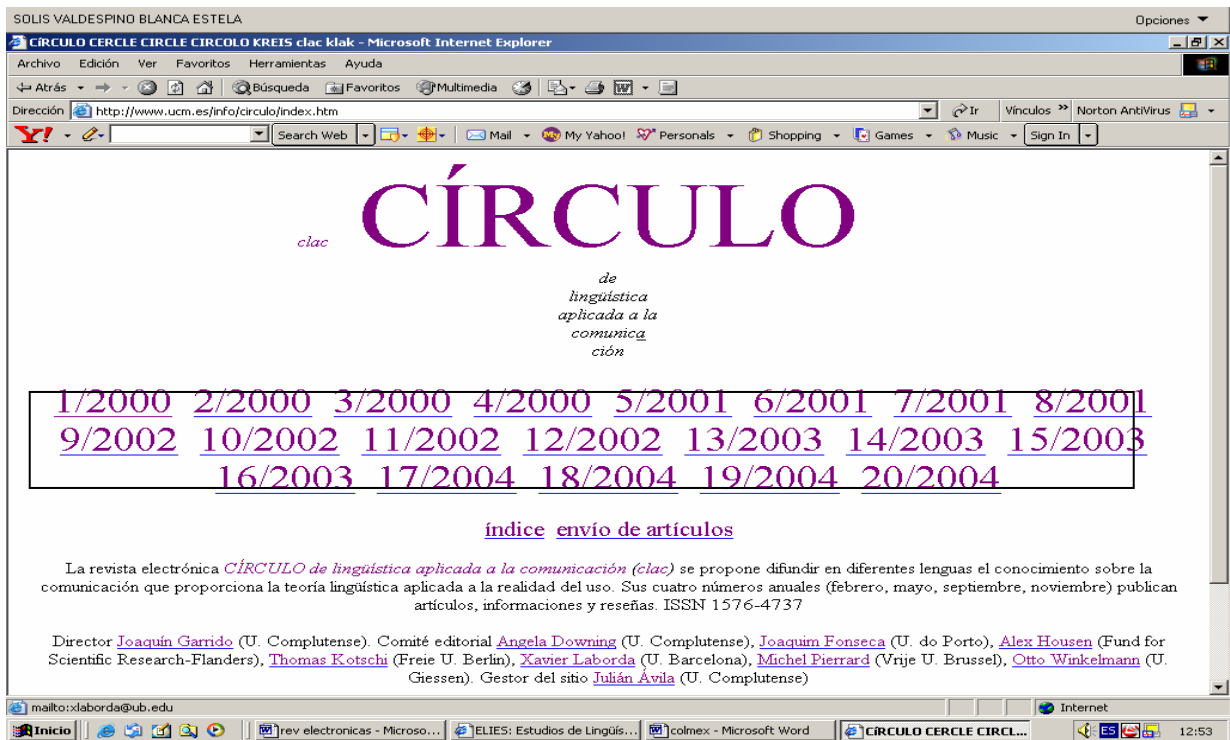 SOLIS VALDESPINO BLANCA ESTELA Opciones
CíRCULO CERCLE CIRCLE CIRCOLO KREIS clac klak - Microsoft Internet Explorer
Archivo Edición Ver Favoritos Herramientas Ayuda
Atrás Búsqueda Favoritos Multimedia
Dirección http://www.ucm.es/info/circulo/index.htm Ir Vínculos » Norton AntiVirus
Y! Search Web Mail My Yahoo! Personals Shopping Games Music Sign In
clac CÍRCULO
de
lingüística
aplicada a la
comunica
ción
1/2000 2/2000 3/2000 4/2000 5/2001 6/2001 7/2001 8/2001
9/2002 10/2002 11/2002 12/2002 13/2003 14/2003 15/2003
16/2003 17/2004 18/2004 19/2004 20/2004
índice envío de artículos
La revista electrónica CÍRCULO de lingüística aplicada a la comunicación (clac) se propone difundir en diferentes lenguas el conocimiento sobre la
comunicación que proporciona la teoría lingüística aplicada a la realidad del uso. Sus cuatro números anuales (febrero, mayo, septiembre, noviembre) publican
artículos, informaciones y reseñas. ISSN 1576-4737
Director Joaquín Garrido (U. Complutense). Comité editorial Angela Downing (U. Complutense), Joaquim Fonseca (U. do Porto), Alex Housen (Fund for
Scientific Research-Flanders), Thomas Kotschi (Freie U. Berlin), Xavier Laborda (U. Barcelona), Michel Pierrard (Vrije U. Brussel), Otto Winkelmann (U.
Giessen). Gestor del sitio Julián Ávila (U. Complutense)
mailto:xlaborda@ub.edu Internet
Inicio rev electronicas - Microso... ELIES: Estudios de Lingüís... colmex - Microsoft Word CíRCULO CERCLE CIRCL... ES 12:53